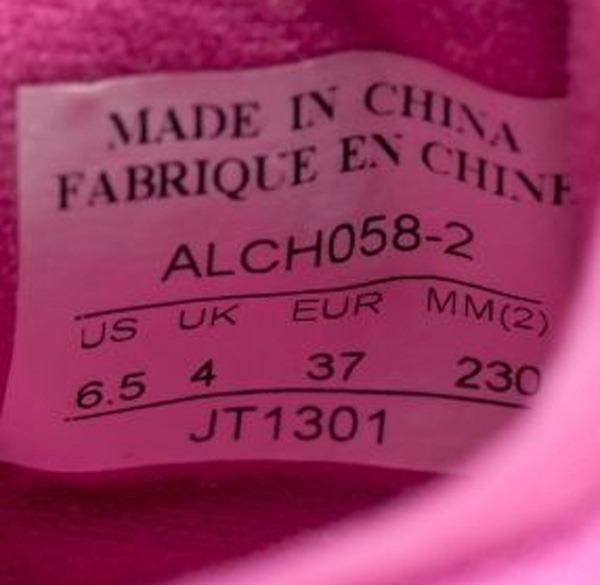 MADE IN CHINA
FABRIQUE EN CHINE
ALCH058-2
US UK EUR MM(2)
6.5 4 37 230
JT1301